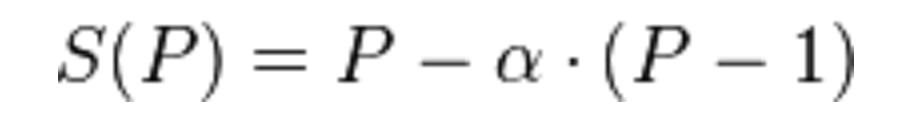 S(P) = P − α · (P − 1)